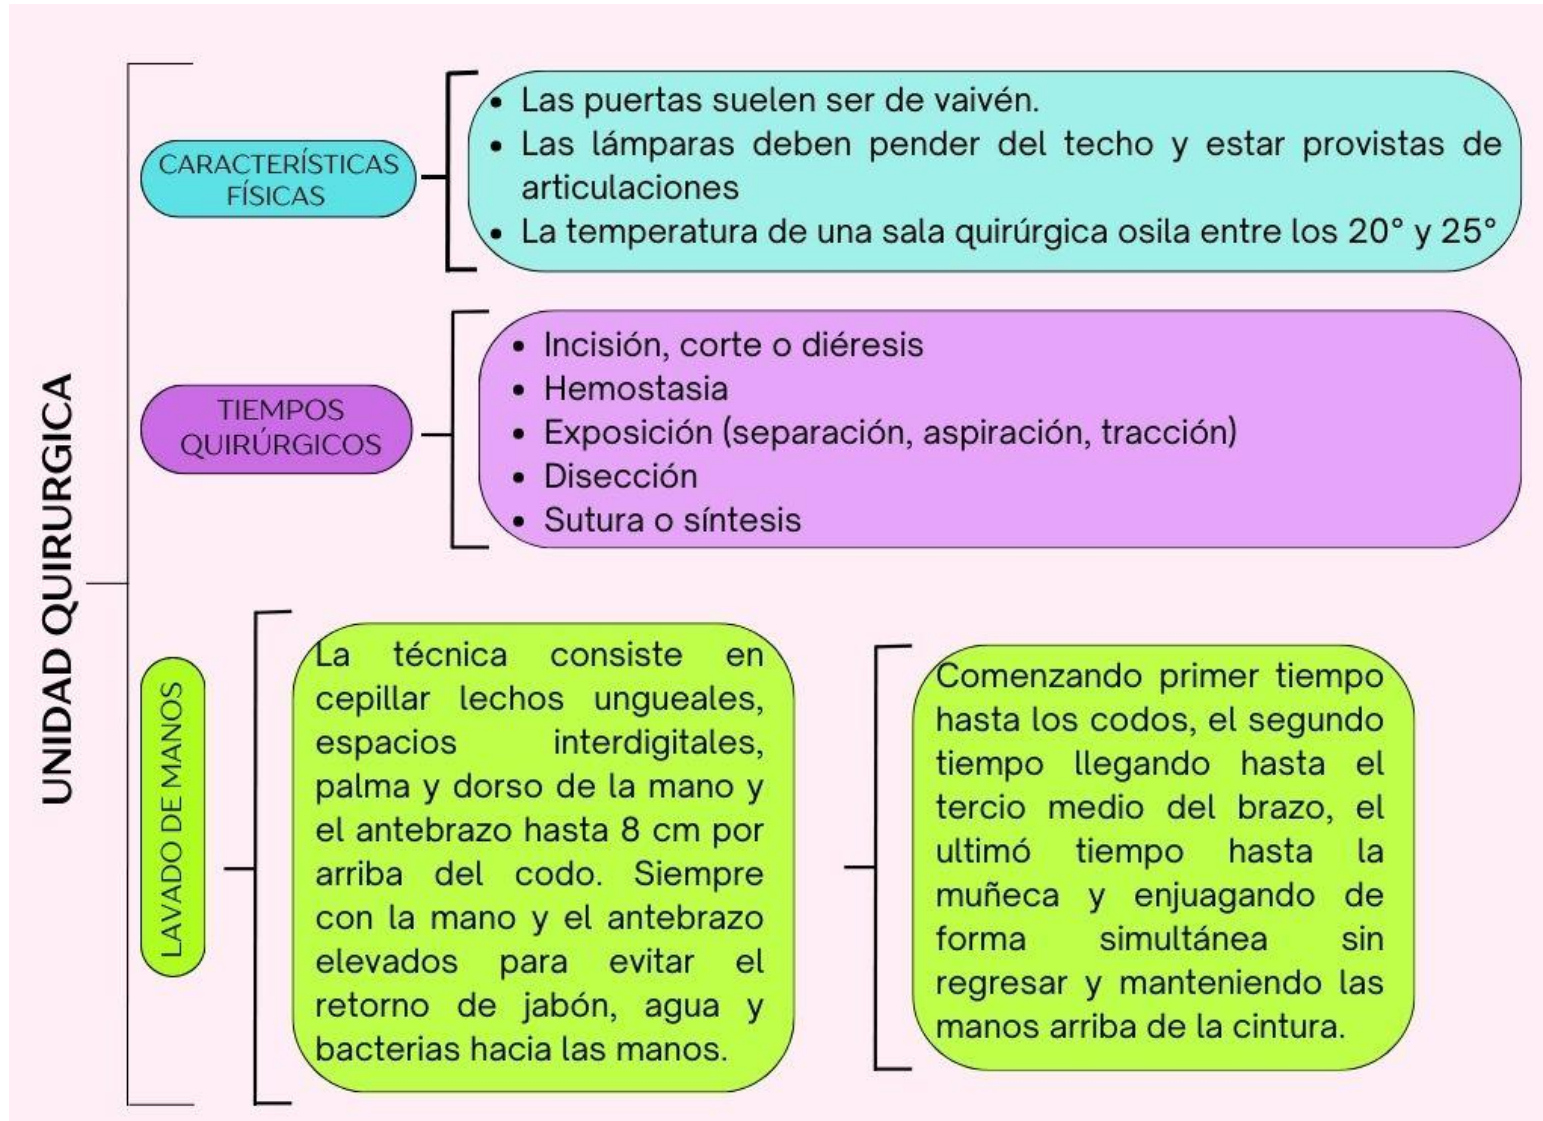 UNIDAD QUIRURGICA
CARACTERÍSTICAS
FÍSICAS
• Las puertas suelen ser de vaivén.
• Las lámparas deben pender del techo y estar provistas de
articulaciones
• La temperatura de una sala quirúrgica osila entre los 20° y 25°
TIEMPOS
QUIRÚRGICOS
• Incisión, corte o diéresis
• Hemostasia
• Exposición (separación, aspiración, tracción)
• Disección
• Sutura o síntesis
LAVADO DE MANOS
La técnica consiste en
cepillar lechos ungueales,
espacios interdigitales,
palma y dorso de la mano y
el antebrazo hasta 8 cm por
arriba del codo. Siempre
con la mano y el antebrazo
elevados para evitar el
retorno de jabón, agua y
bacterias hacia las manos.
Comenzando primer tiempo
hasta los codos, el segundo
tiempo llegando hasta el
tercio medio del brazo, el
ultimó tiempo hasta la
muñeca y enjuagando de
forma simultánea sin
regresar y manteniendo las
manos arriba de la cintura.